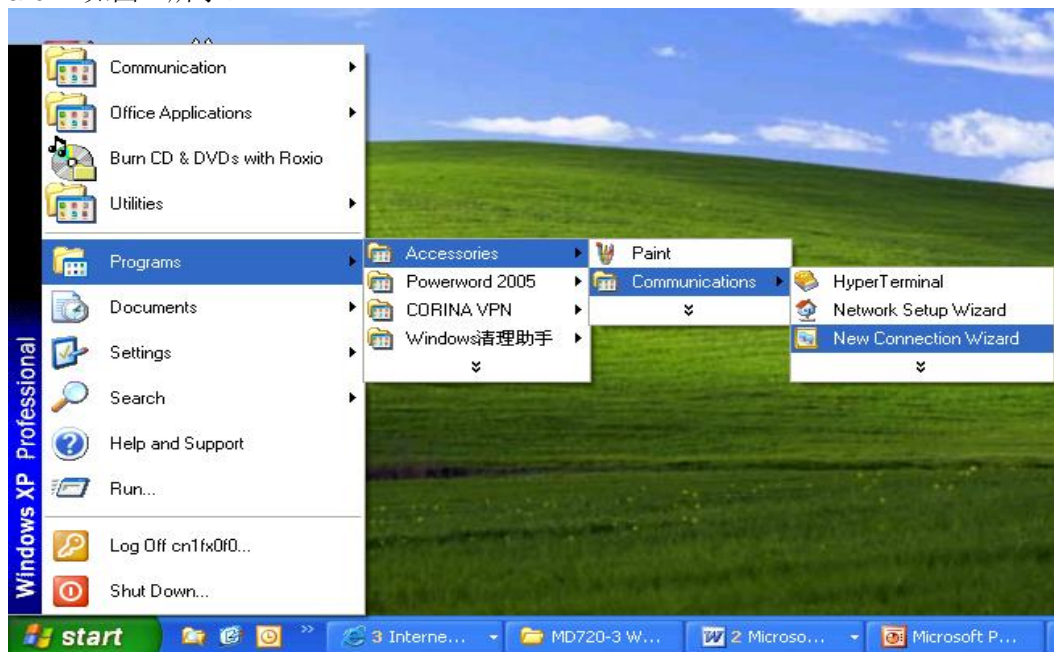 Communication
Office Applications
Burn CD & DVDs with Roxio
Utilities
Programs
Documents
Settings
Search
Help and Support
Run...
Log Off cn1fx0f0...
Shut Down...
Windows XP Professional
Accessories
Powerword 2005
CORINA VPN
Windows清理助手
Paint
Communications
HyperTerminal
Network Setup Wizard
New Connection Wizard
start
3 Interne...
MD720-3 W...
2 Microso...
Microsoft P...